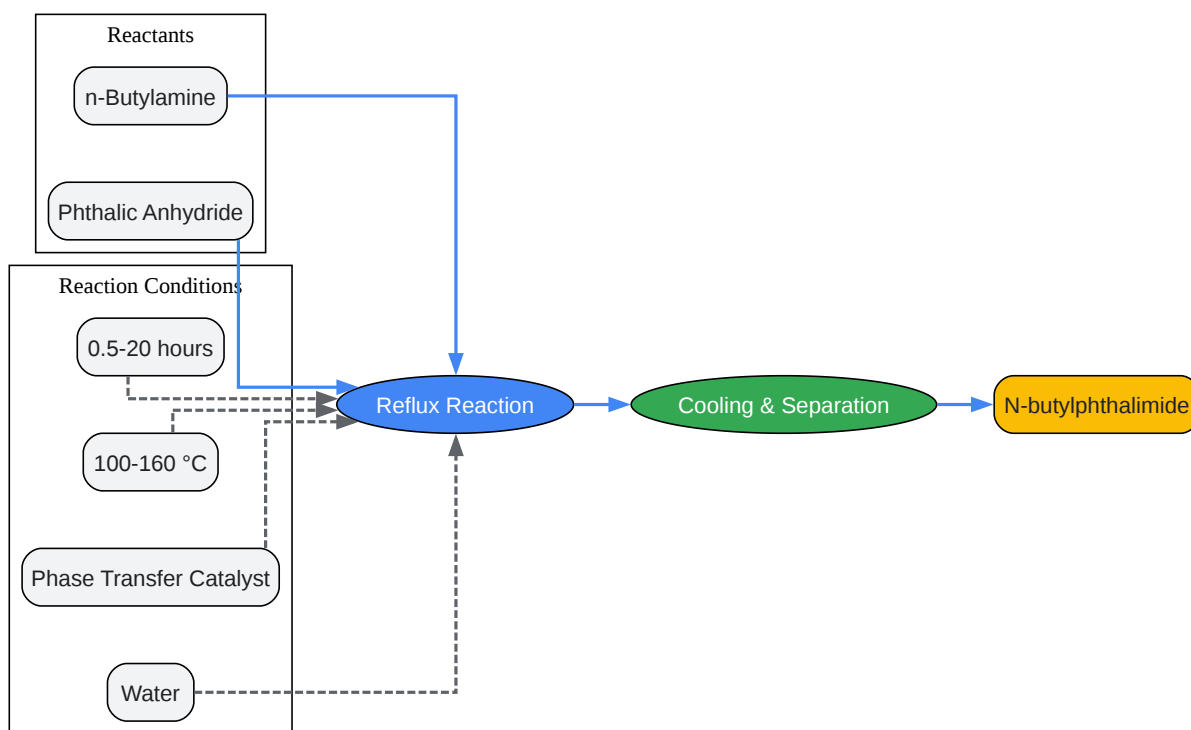 Reactants
n-Butylamine
Phthalic Anhydride
Reaction Conditions
0.5-20 hours
100-160 °C
Phase Transfer Catalyst
Water
Reflux Reaction
Cooling & Separation
N-butylphthalimide